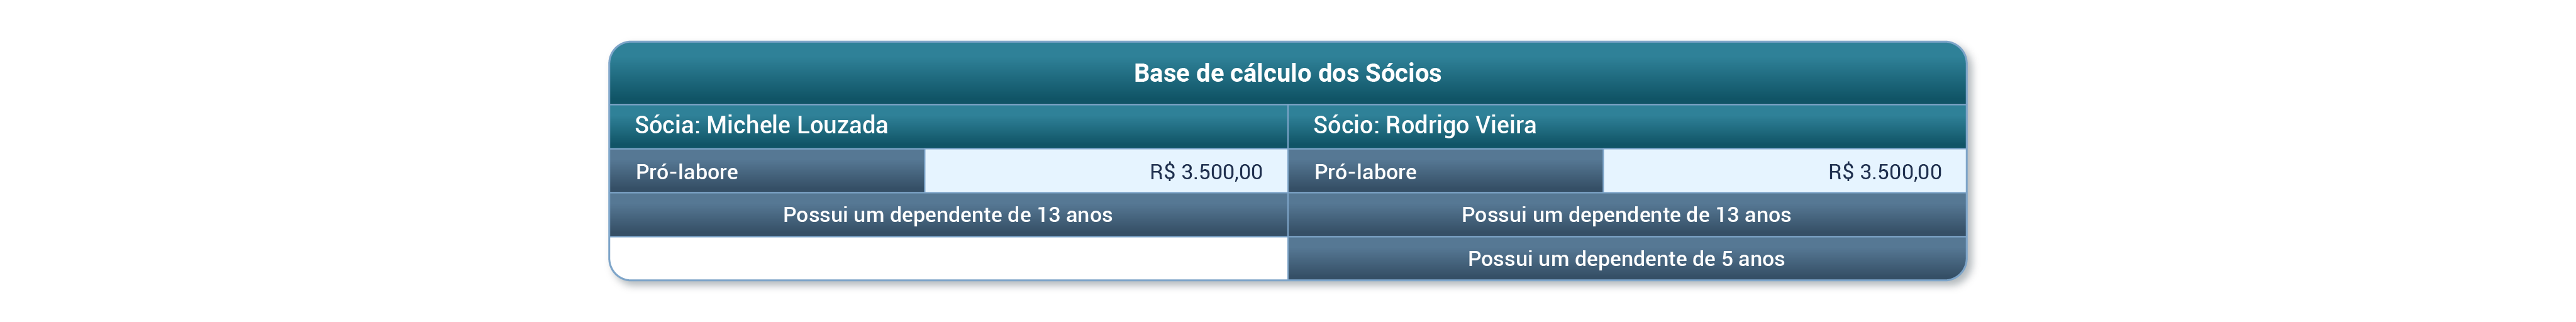 Base de cálculo dos Sócios
Sócia: Michele Louzada
Sócio: Rodrigo Vieira
Pró-labore
R$ 3.500,00
Pró-labore
R$ 3.500,00
Possui um dependente de 13 anos
Possui um dependente de 13 anos
Possui um dependente de 5 anos